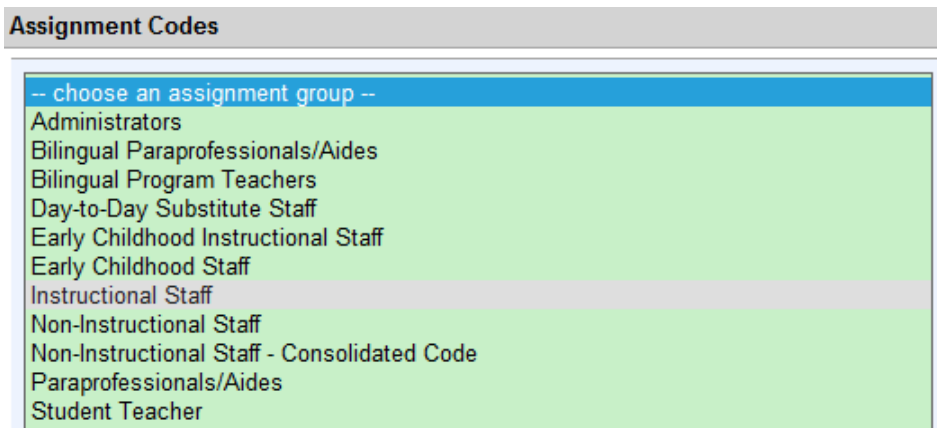 Assignment Codes
-- choose an assignment group --
Administrators
Bilingual Paraprofessionals/Aides
Bilingual Program Teachers
Day-to-Day Substitute Staff
Early Childhood Instructional Staff
Early Childhood Staff
Instructional Staff
Non-Instructional Staff
Non-Instructional Staff - Consolidated Code
Paraprofessionals/Aides
Student Teacher